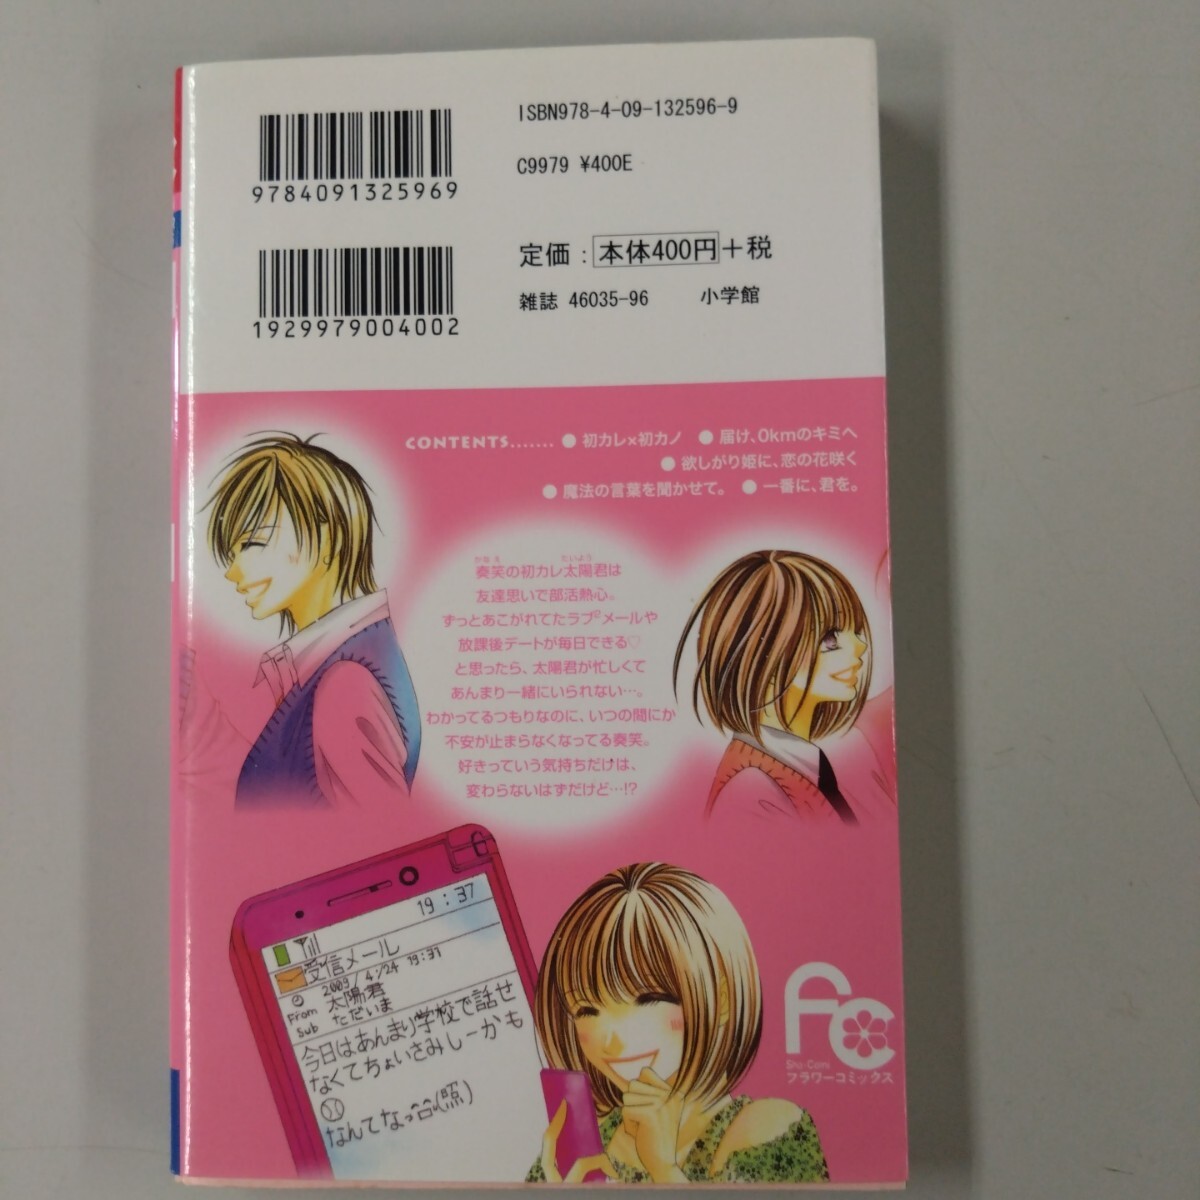 ISBN978-4-09-132596-9
9784091325969
C9979 ¥400E
定価：本体400円+税
雑誌 46035-96 小学館
1929979004002
CONTENTS....... ● 初カレ×初カノ ● 届け、0kmのキミへ
● 欲しがり姫に、恋の花咲く
● 魔法の言葉を聞かせて。 ● 一番に、君を。
かなえ たいよう
奏笑の初カレ太陽君は
友達思いで部活熱心。
ずっとあこがれてたラブ²メールや
放課後デートが毎日できる♡
と思ったら、太陽君が忙しくて
あんまり一緒にいられない…。
わかってるつもりなのに、いつの間にか
不安が止まらなくなってる奏笑。
好きっていう気持ちだけは、
変わらないはずだけど…!?
19:37
受信メール
2009/4/24 19:37
From 太陽君
Sub ただいま
今日はあんまり学校で話せ
なくてちょいさみしーかも
なんてなっ^^(照)
FC
Sho-Comi
フラワーコミックス